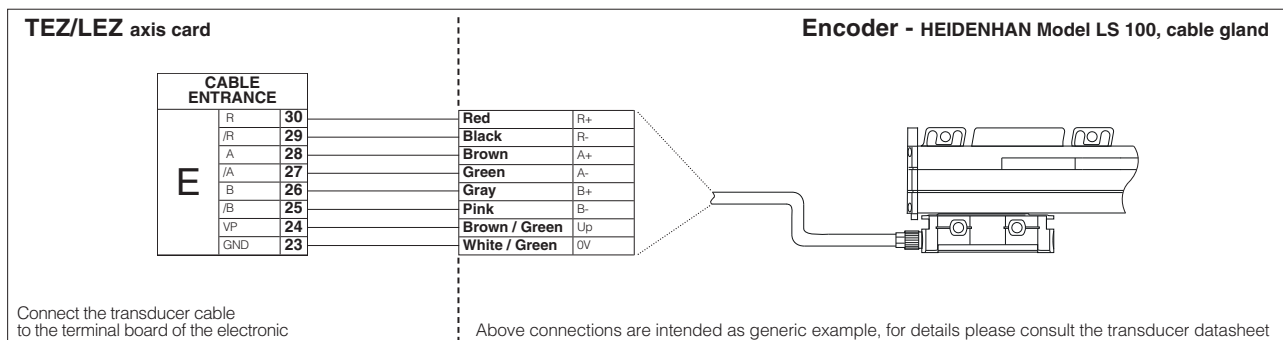 TEZ/LEZ axis card
Encoder - HEIDENHAN Model LS 100, cable gland
CABLE
ENTRANCE
E
R 30 Red R+
/R 29 Black R-
A 28 Brown A+
/A 27 Green A-
B 26 Gray B+
/B 25 Pink B-
VP 24 Brown / Green Up
GND 23 White / Green 0V
Connect the transducer cable
to the terminal board of the electronic
Above connections are intended as generic example, for details please consult the transducer datasheet